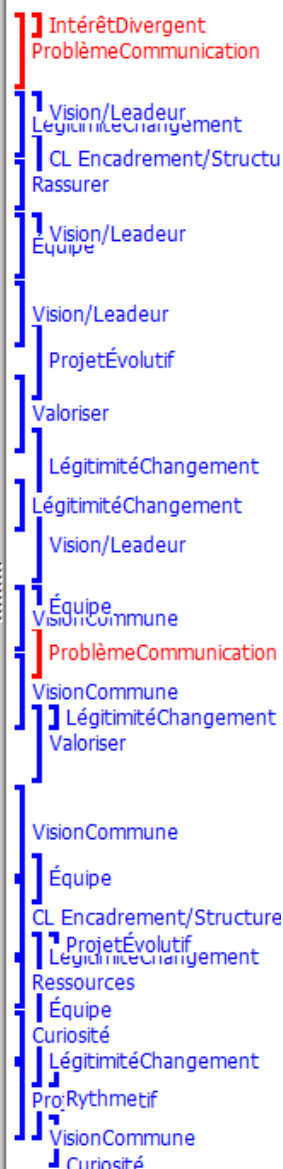 IntérêtDivergent
ProblèmeCommunication
Vision/Leadeur
LégitimitéChangement
CL Encadrement/Structu
Rassurer
Vision/Leadeur
Équipe
Vision/Leadeur
ProjetÉvolutif
Valoriser
LégitimitéChangement
LégitimitéChangement
Vision/Leadeur
Équipe
VisionCommune
ProblèmeCommunication
VisionCommune
LégitimitéChangement
Valoriser
VisionCommune
Équipe
CL Encadrement/Structure
ProjetÉvolutif
LégitimitéChangement
Ressources
Équipe
Curiosité
LégitimitéChangement
Rythme
VisionCommune
Curiosité